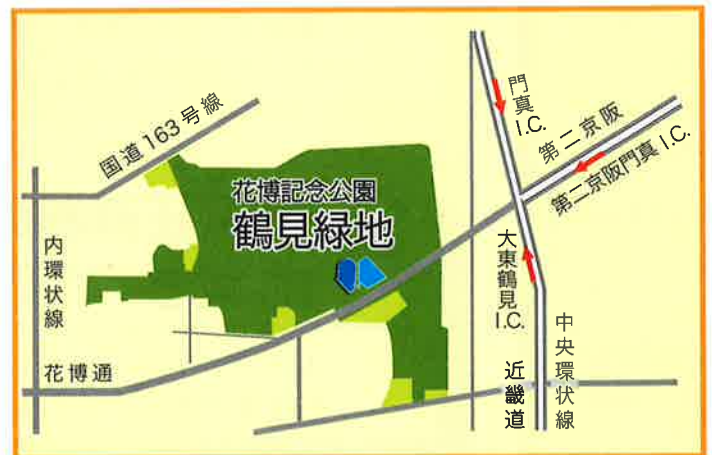 国道163号線
花博記念公園
鶴見緑地
内環状線
花博通
門真
I.C.
第二京阪
第二京阪門真 I.C.
大東鶴見
I.C.
近畿道
中央環状線